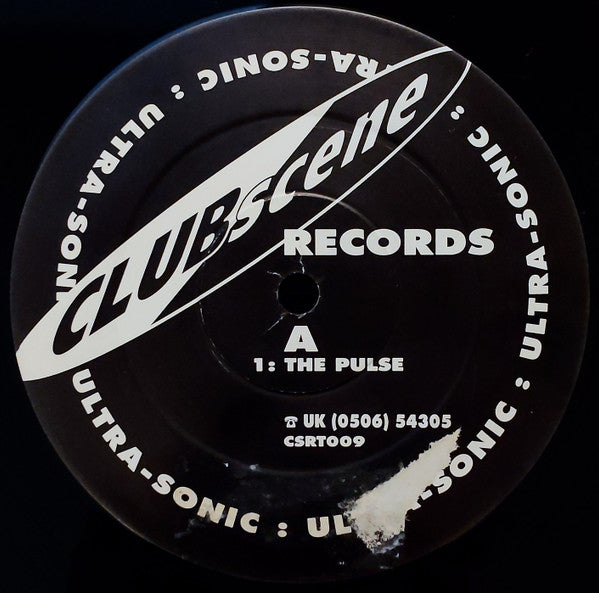 CLUBscene
RECORDS
A
1: THE PULSE
☎ UK (0506) 54305
CSRT009
ULTRA-SONIC : ULTRA-SONIC : ULTRA-SONIC : ULTRA-SONIC :